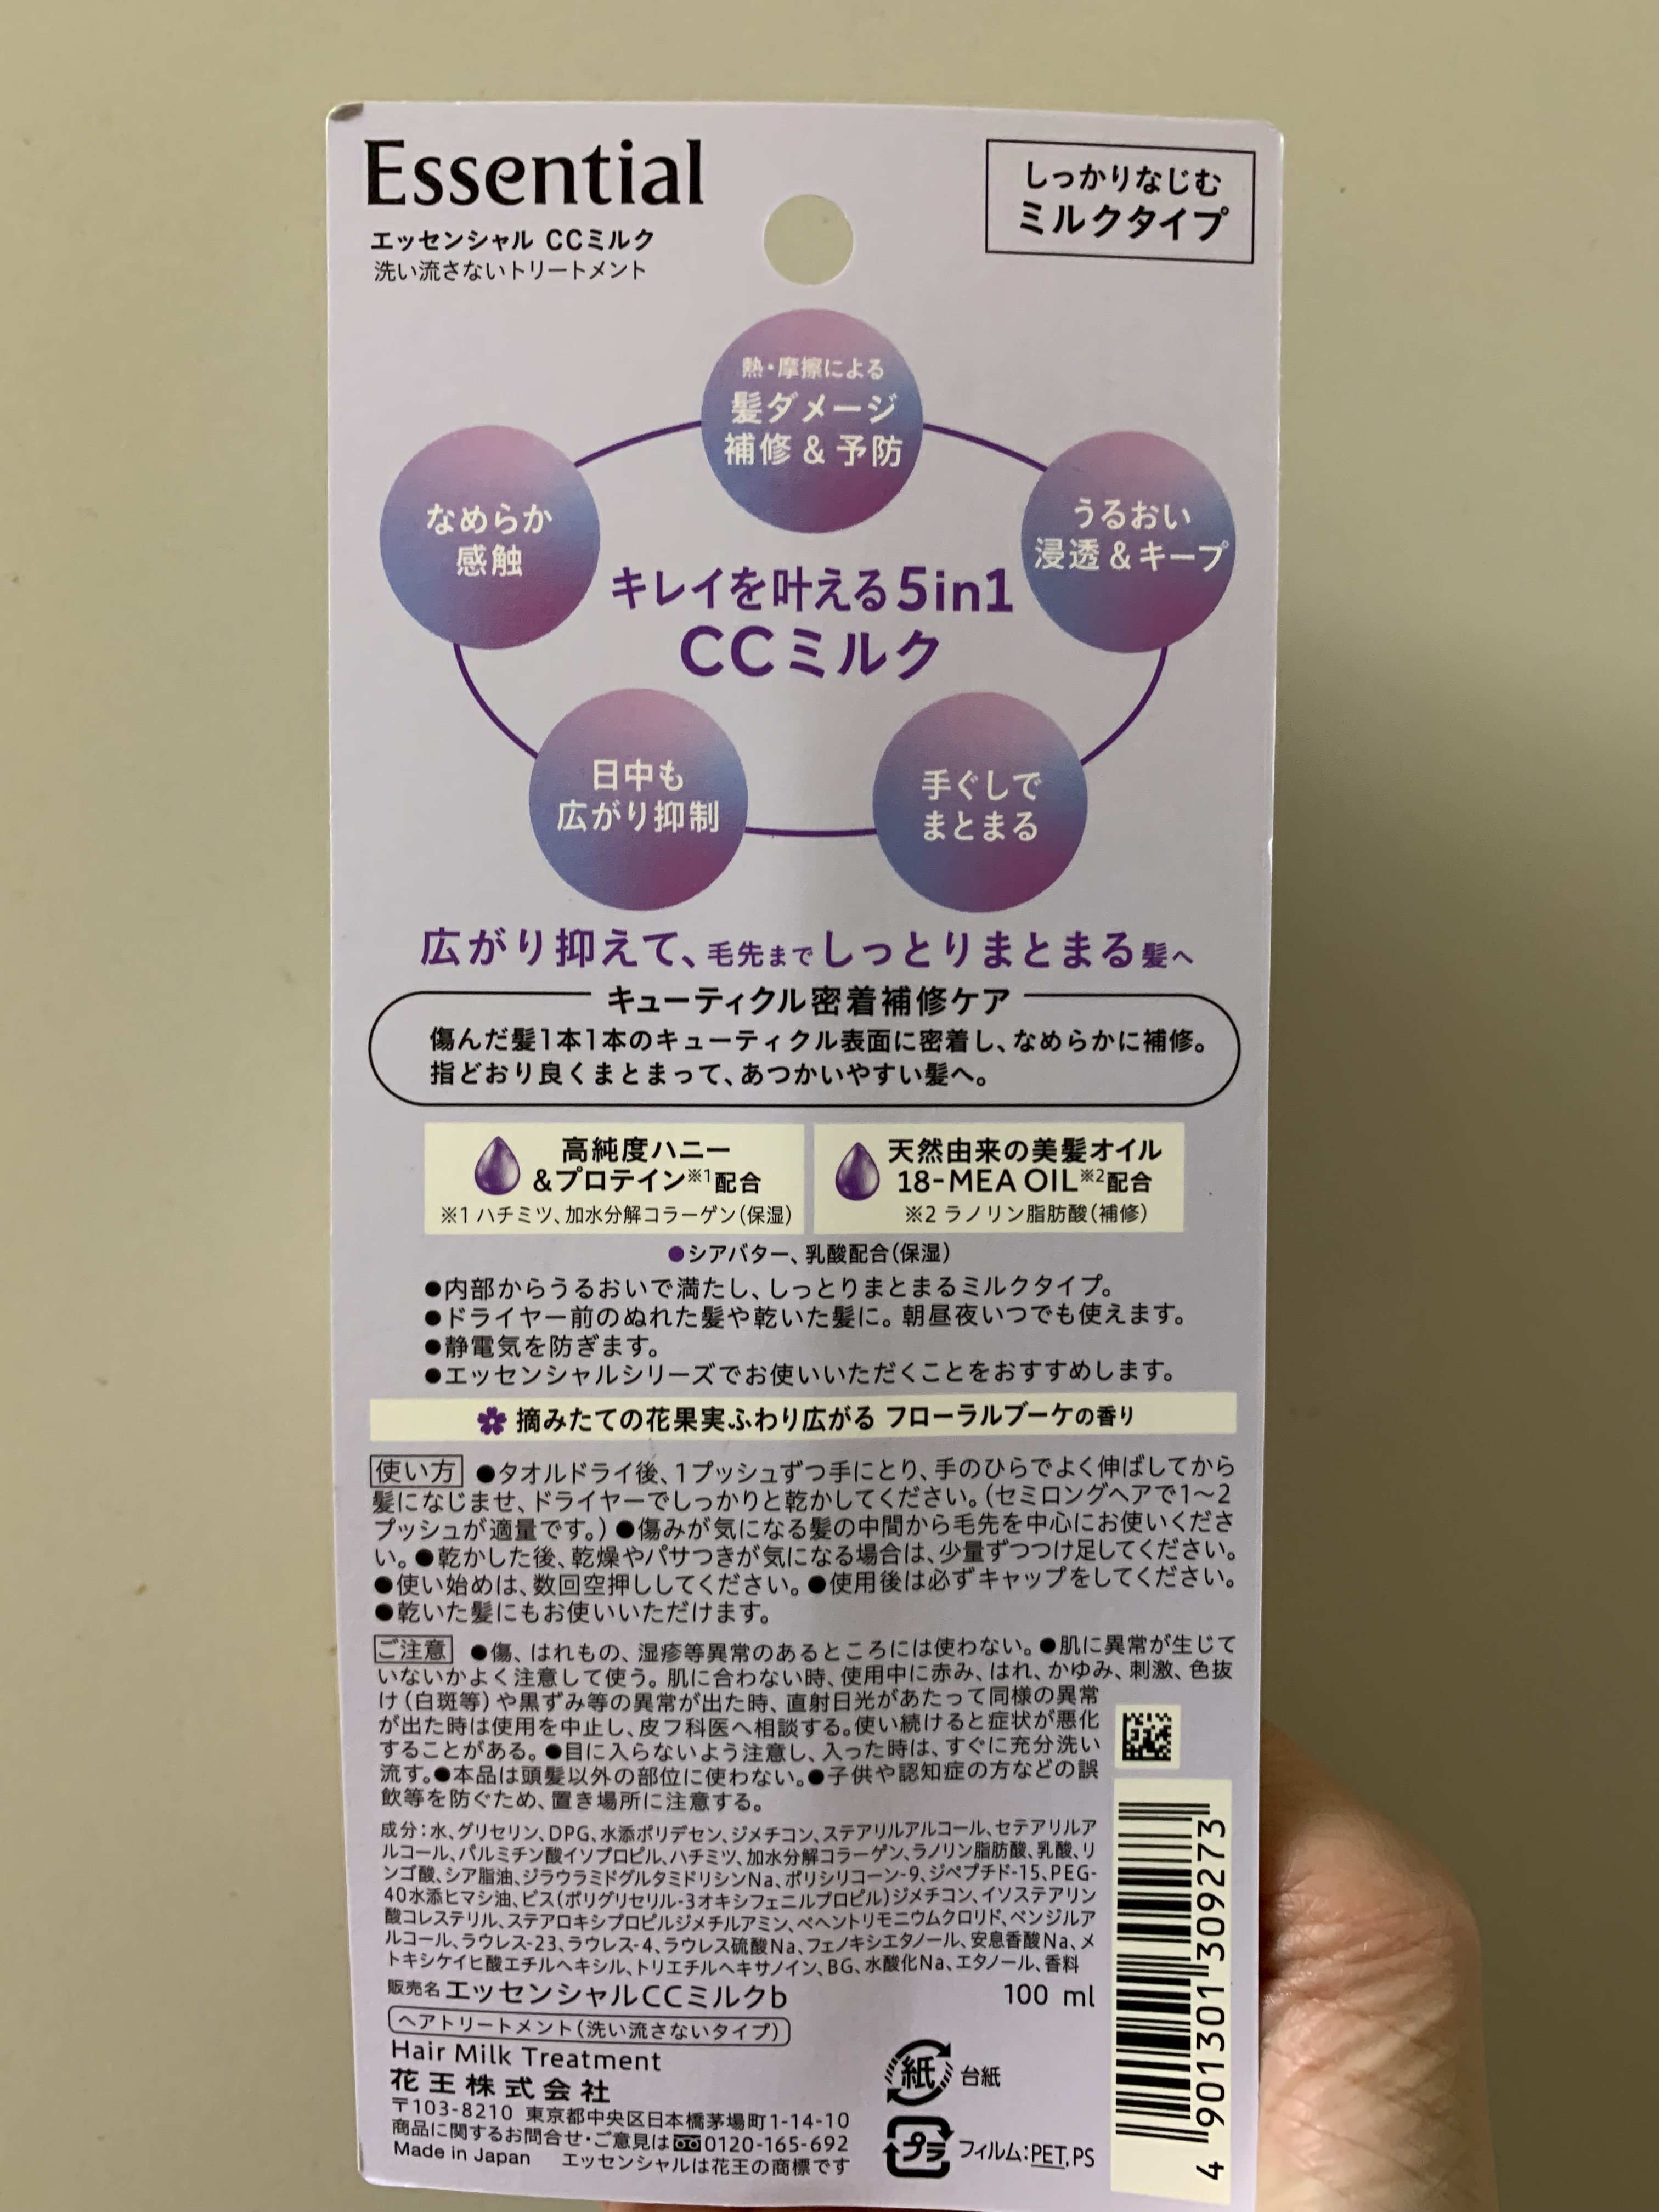 Essential
エッセンシャル CCミルク
洗い流さないトリートメント
しっかりなじむ
ミルクタイプ
熱・摩擦による
髪ダメージ
補修 & 予防
なめらか
感触
うるおい
浸透 & キープ
キレイを叶える5in1
CCミルク
日中も
広がり抑制
手ぐしで
まとまる
広がり抑えて、毛先までしっとりまとまる髪へ
キューティクル密着補修ケア
傷んだ髪1本1本のキューティクル表面に密着し、なめらかに補修。
指どおり良くまとまって、あつかいやすい髪へ。
高純度ハニー
&プロテイン※1配合
※1 ハチミツ、加水分解コラーゲン(保湿)
天然由来の美髪オイル
18-MEA OIL※2配合
※2 ラノリン脂肪酸(補修)
●シアバター、乳酸配合(保湿)
●内部からうるおいで満たし、しっとりまとまるミルクタイプ。
●ドライヤー前のぬれた髪や乾いた髪に。朝昼夜いつでも使えます。
●静電気を防ぎます。
●エッセンシャルシリーズでお使いいただくことをおすすめします。
摘みたての花果実ふわり広がる フローラルブーケの香り
使い方 ●タオルドライ後、1プッシュずつ手にとり、手のひらでよく伸ばしてから
髪になじませ、ドライヤーでしっかりと乾かしてください。(セミロングヘアで1〜2
プッシュが適量です。)●傷みが気になる髪の中間から毛先を中心にお使いくださ
い。●乾かした後、乾燥やパサつきが気になる場合は、少量ずつつけ足してください。
●使い始めは、数回空押ししてください。●使用後は必ずキャップをしてください。
●乾いた髪にもお使いいただけます。
ご注意 ●傷、はれもの、湿疹等異常のあるところには使わない。●肌に異常が生じて
いないかよく注意して使う。肌に合わない時、使用中に赤み、はれ、かゆみ、刺激、色抜
け(白斑等)や黒ずみ等の異常が出た時、直射日光があたって同様の異常
が出た時は使用を中止し、皮フ科医へ相談する。使い続けると症状が悪化
することがある。●目に入らないよう注意し、入った時は、すぐに充分洗い
流す。●本品は頭髪以外の部位に使わない。●子供や認知症の方などの誤
飲等を防ぐため、置き場所に注意する。
成分:水、グリセリン、DPG、水添ポリデセン、ジメチコン、ステアリルアルコール、セテアリルア
ルコール、パルミチン酸イソプロピル、ハチミツ、加水分解コラーゲン、ラノリン脂肪酸、乳酸、リ
ンゴ酸、シア脂油、ジラウラミドグルタミドリシンNa、ポリシリコーン-9、ジペプチド-15、PEG-
40水添ヒマシ油、ビス(ポリグリセリル-3オキシフェニルプロピル)ジメチコン、イソステアリン
酸コレステリル、ステアロキシプロピルジメチルアミン、ベヘントリモニウムクロリド、ベンジルア
ルコール、ラウレス-23、ラウレス-4、ラウレス硫酸Na、フェノキシエタノール、安息香酸Na、メ
トキシケイヒ酸エチルヘキシル、トリエチルヘキサノイン、BG、水酸化Na、エタノール、香料
販売名 エッセンシャルCCミルクb 100 ml
ヘアトリートメント(洗い流さないタイプ)
Hair Milk Treatment
花王株式会社
〒103-8210 東京都中央区日本橋茅場町1-14-10
商品に関するお問合せ・ご意見は 0120-165-692
Made in Japan エッセンシャルは花王の商標です
紙 台紙
プラ フィルム:PET,PS
4 901301 309273